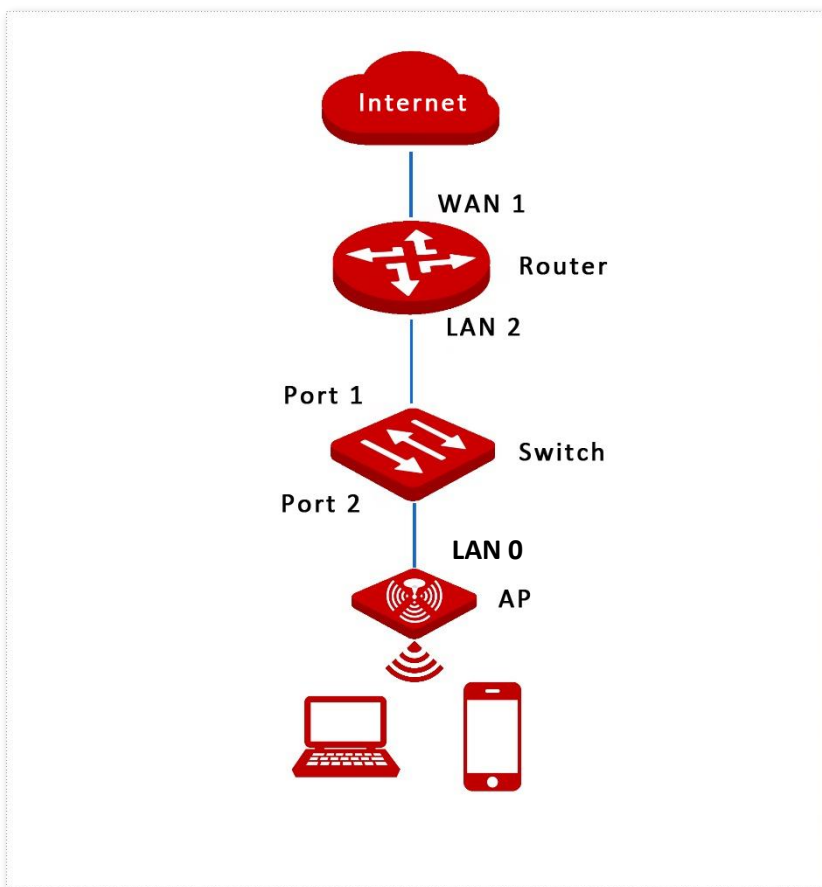 Internet
WAN 1
Router
LAN 2
Port 1
Switch
Port 2
LAN 0
AP